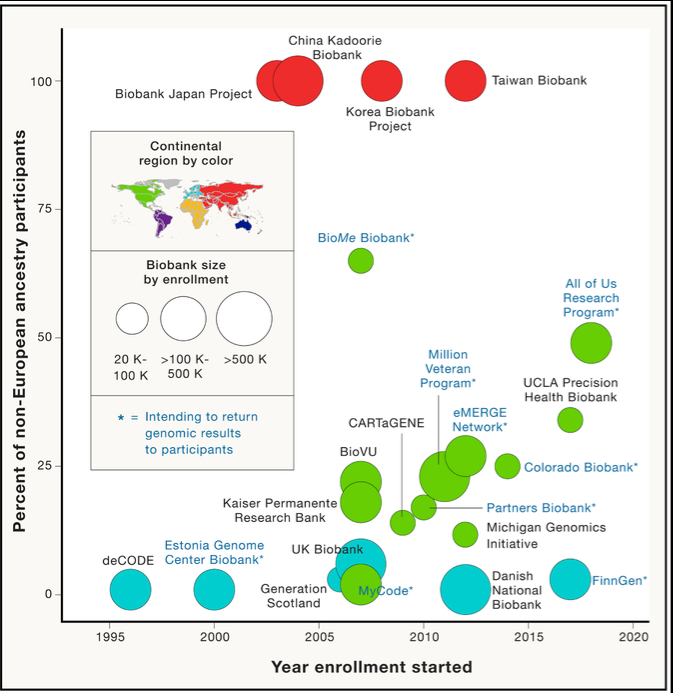 China Kadoorie
Biobank
100
Biobank Japan Project
Taiwan Biobank
Korea Biobank
Project
Continental
region by color
75
BioMe Biobank*
Biobank size
by enrollment
All of Us
Research
Program*
50
20 K-
100 K
>100 K-
500 K
>500 K
Million
Veteran
Program*
UCLA Precision
Health Biobank
* = Intending to return
genomic results
to participants
CARTaGENE
eMERGE
Network*
BioVU
25
Colorado Biobank*
Kaiser Permanente
Research Bank
Partners Biobank*
Michigan Genomics
Initiative
Estonia Genome
Center Biobank*
UK Biobank
deCODE
0
Generation
Scotland
MyCode*
Danish
National
Biobank
FinnGen*
1995
2000
2005
2010
2015
2020
Year enrollment started
Percent of non-European ancestry participants